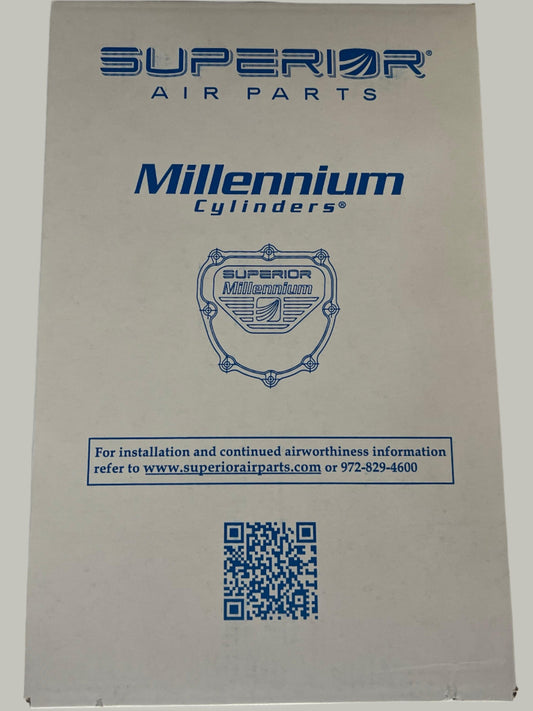 SUPERIOR®
AIR PARTS
Millennium
Cylinders®
SUPERIOR
Millennium
For installation and continued airworthiness information
refer to www.superiorairparts.com or 972-829-4600